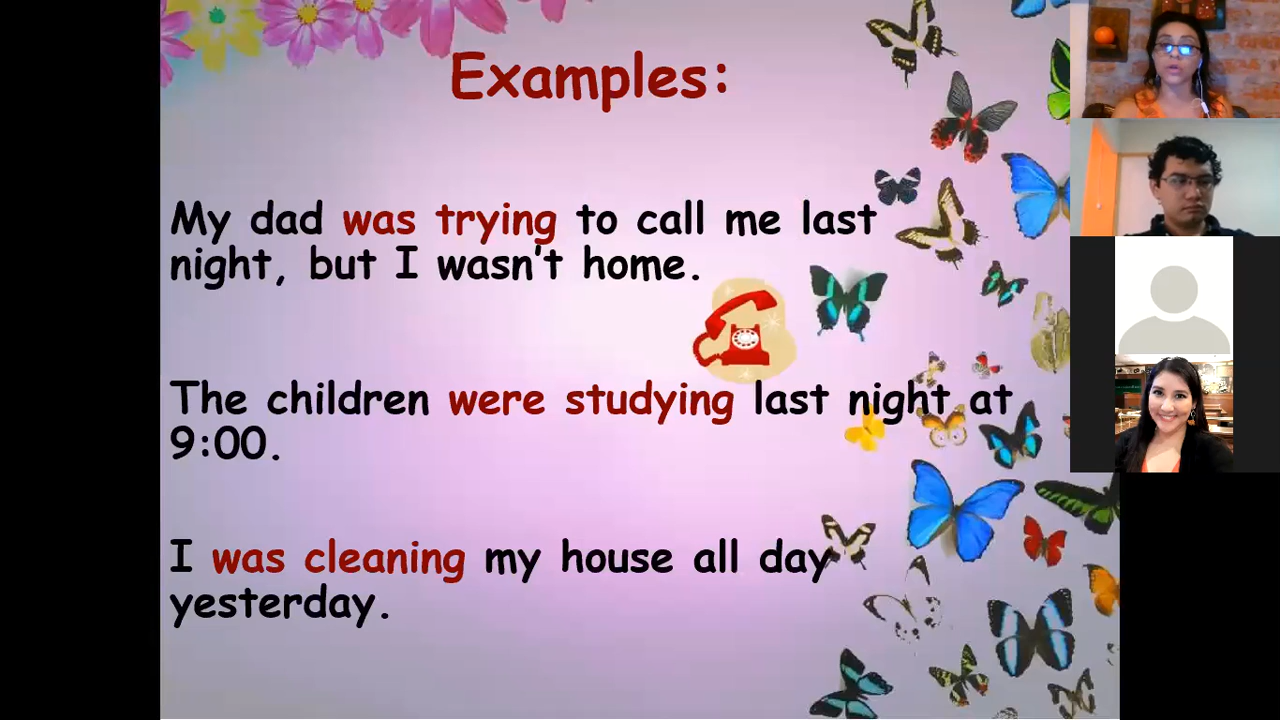 Examples:
My dad was trying to call me last
night, but I wasn't home.
The children were studying last night at
9:00.
I was cleaning my house all day
yesterday.